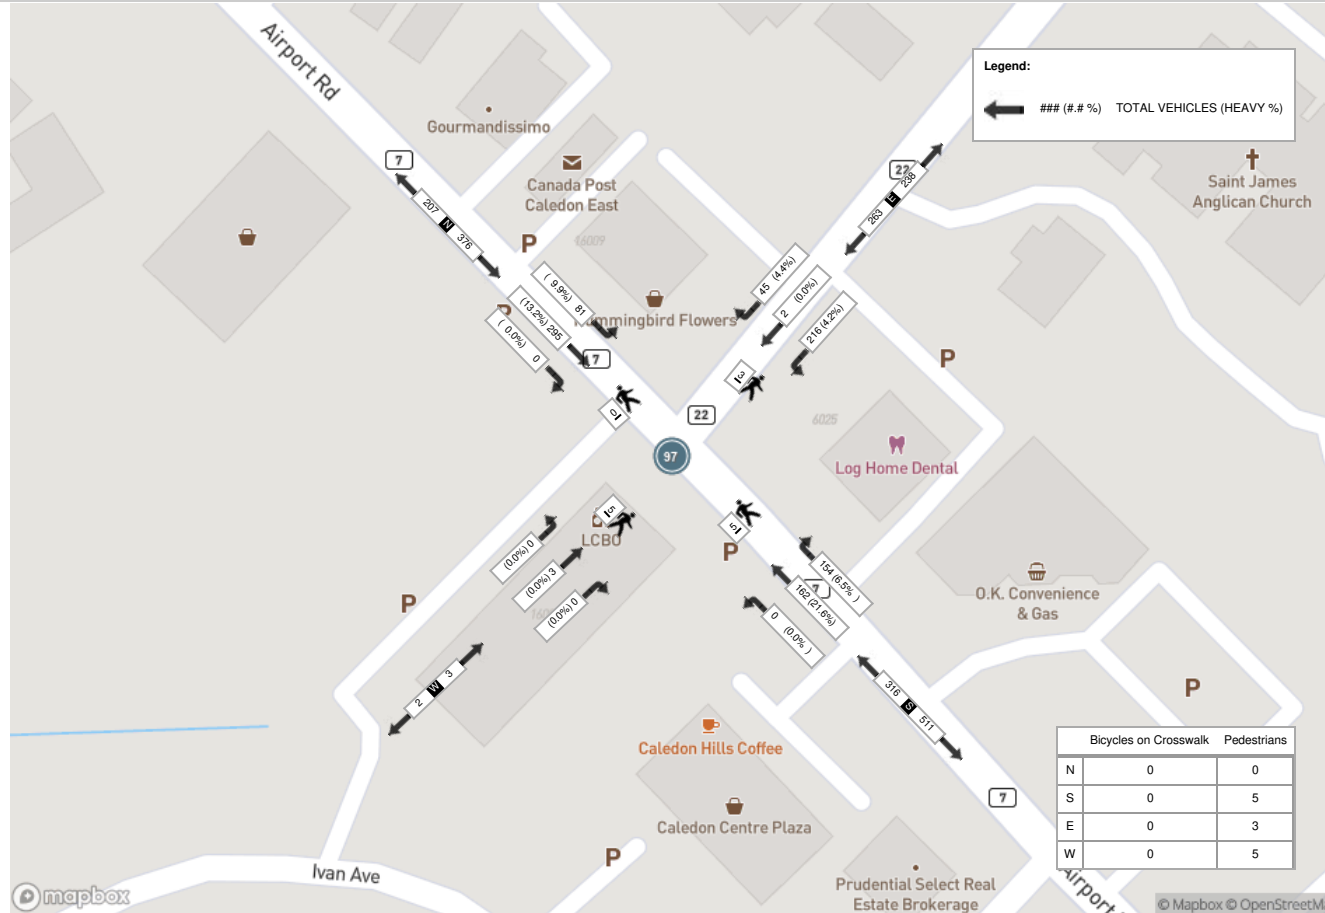 Airport Rd
Legend:
### (#.# %) TOTAL VEHICLES (HEAVY %)
Gourmandissimo
7
Canada Post
Caledon East
22
Saint James
Anglican Church
207 N 376
263 E 238
P
16009
( 9.9%) 81
(13.2%) 295
( 0.0%) 0
45 (4.4%)
2 (0.0%)
216 (4.2%)
mmingbird Flowers
7
P
3
0
22
6025
97
Log Home Dental
5
LCBO
5
P
(0.0%) 0
(0.0%) 3
(0.0%) 0
154 (6.5% )
162 (21.6%)
0 (0.0% )
7
O.K. Convenience
& Gas
P
2 W 3
316 S 511
P
Caledon Hills Coffee
Bicycles on Crosswalk Pedestrians
N 0 0
S 0 5
E 0 3
W 0 5
7
Caledon Centre Plaza
P
Ivan Ave
Prudential Select Real
Estate Brokerage
Airport
mapbox
© Mapbox © OpenStreetM